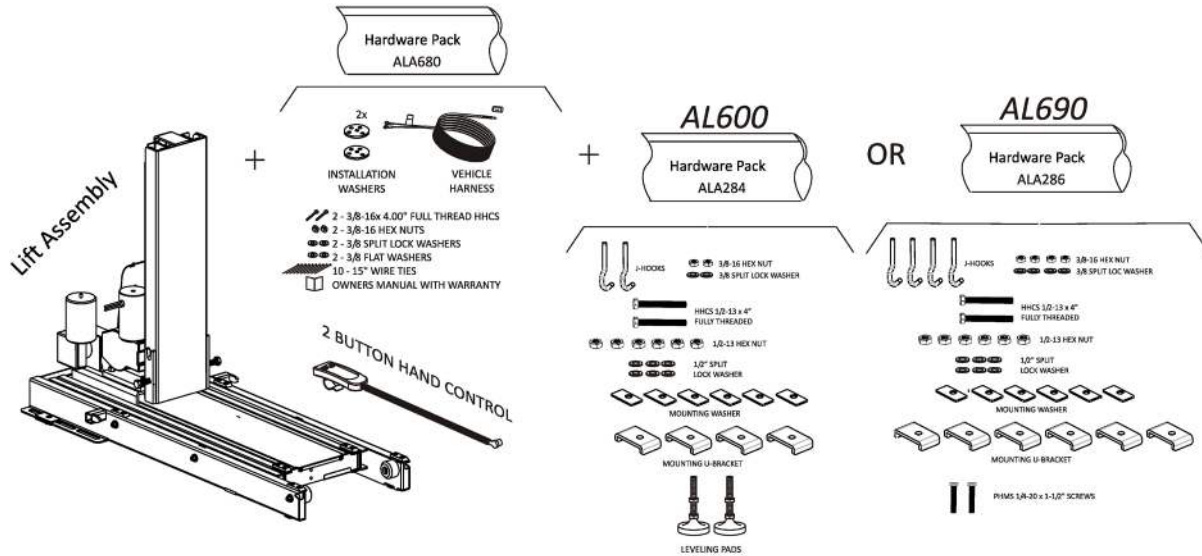 Hardware Pack
ALA680
2x
INSTALLATION
WASHERS
VEHICLE
HARNESS
2 - 3/8-16x 4.00" FULL THREAD HHCS
2 - 3/8-16 HEX NUTS
2 - 3/8 SPLIT LOCK WASHERS
2 - 3/8 FLAT WASHERS
10 - 15" WIRE TIES
OWNERS MANUAL WITH WARRANTY
Lift Assembly
+
2 BUTTON HAND CONTROL
+
AL600
Hardware Pack
ALA284
J-HOOKS
3/8-16 HEX NUT
3/8 SPLIT LOCK WASHER
HHCS 1/2-13 x 4"
FULLY THREADED
1/2-13 HEX NUT
1/2" SPLIT
LOCK WASHER
MOUNTING WASHER
MOUNTING U-BRACKET
LEVELING PADS
OR
AL690
Hardware Pack
ALA286
J-HOOKS
3/8-16 HEX NUT
3/8 SPLIT LOC WASHER
HHCS 1/2-13 x 4"
FULLY THREADED
1/2-13 HEX NUT
1/2" SPLIT
LOCK WASHER
MOUNTING WASHER
MOUNTING U-BRACKET
PHMS 1/4-20 x 1-1/2" SCREWS